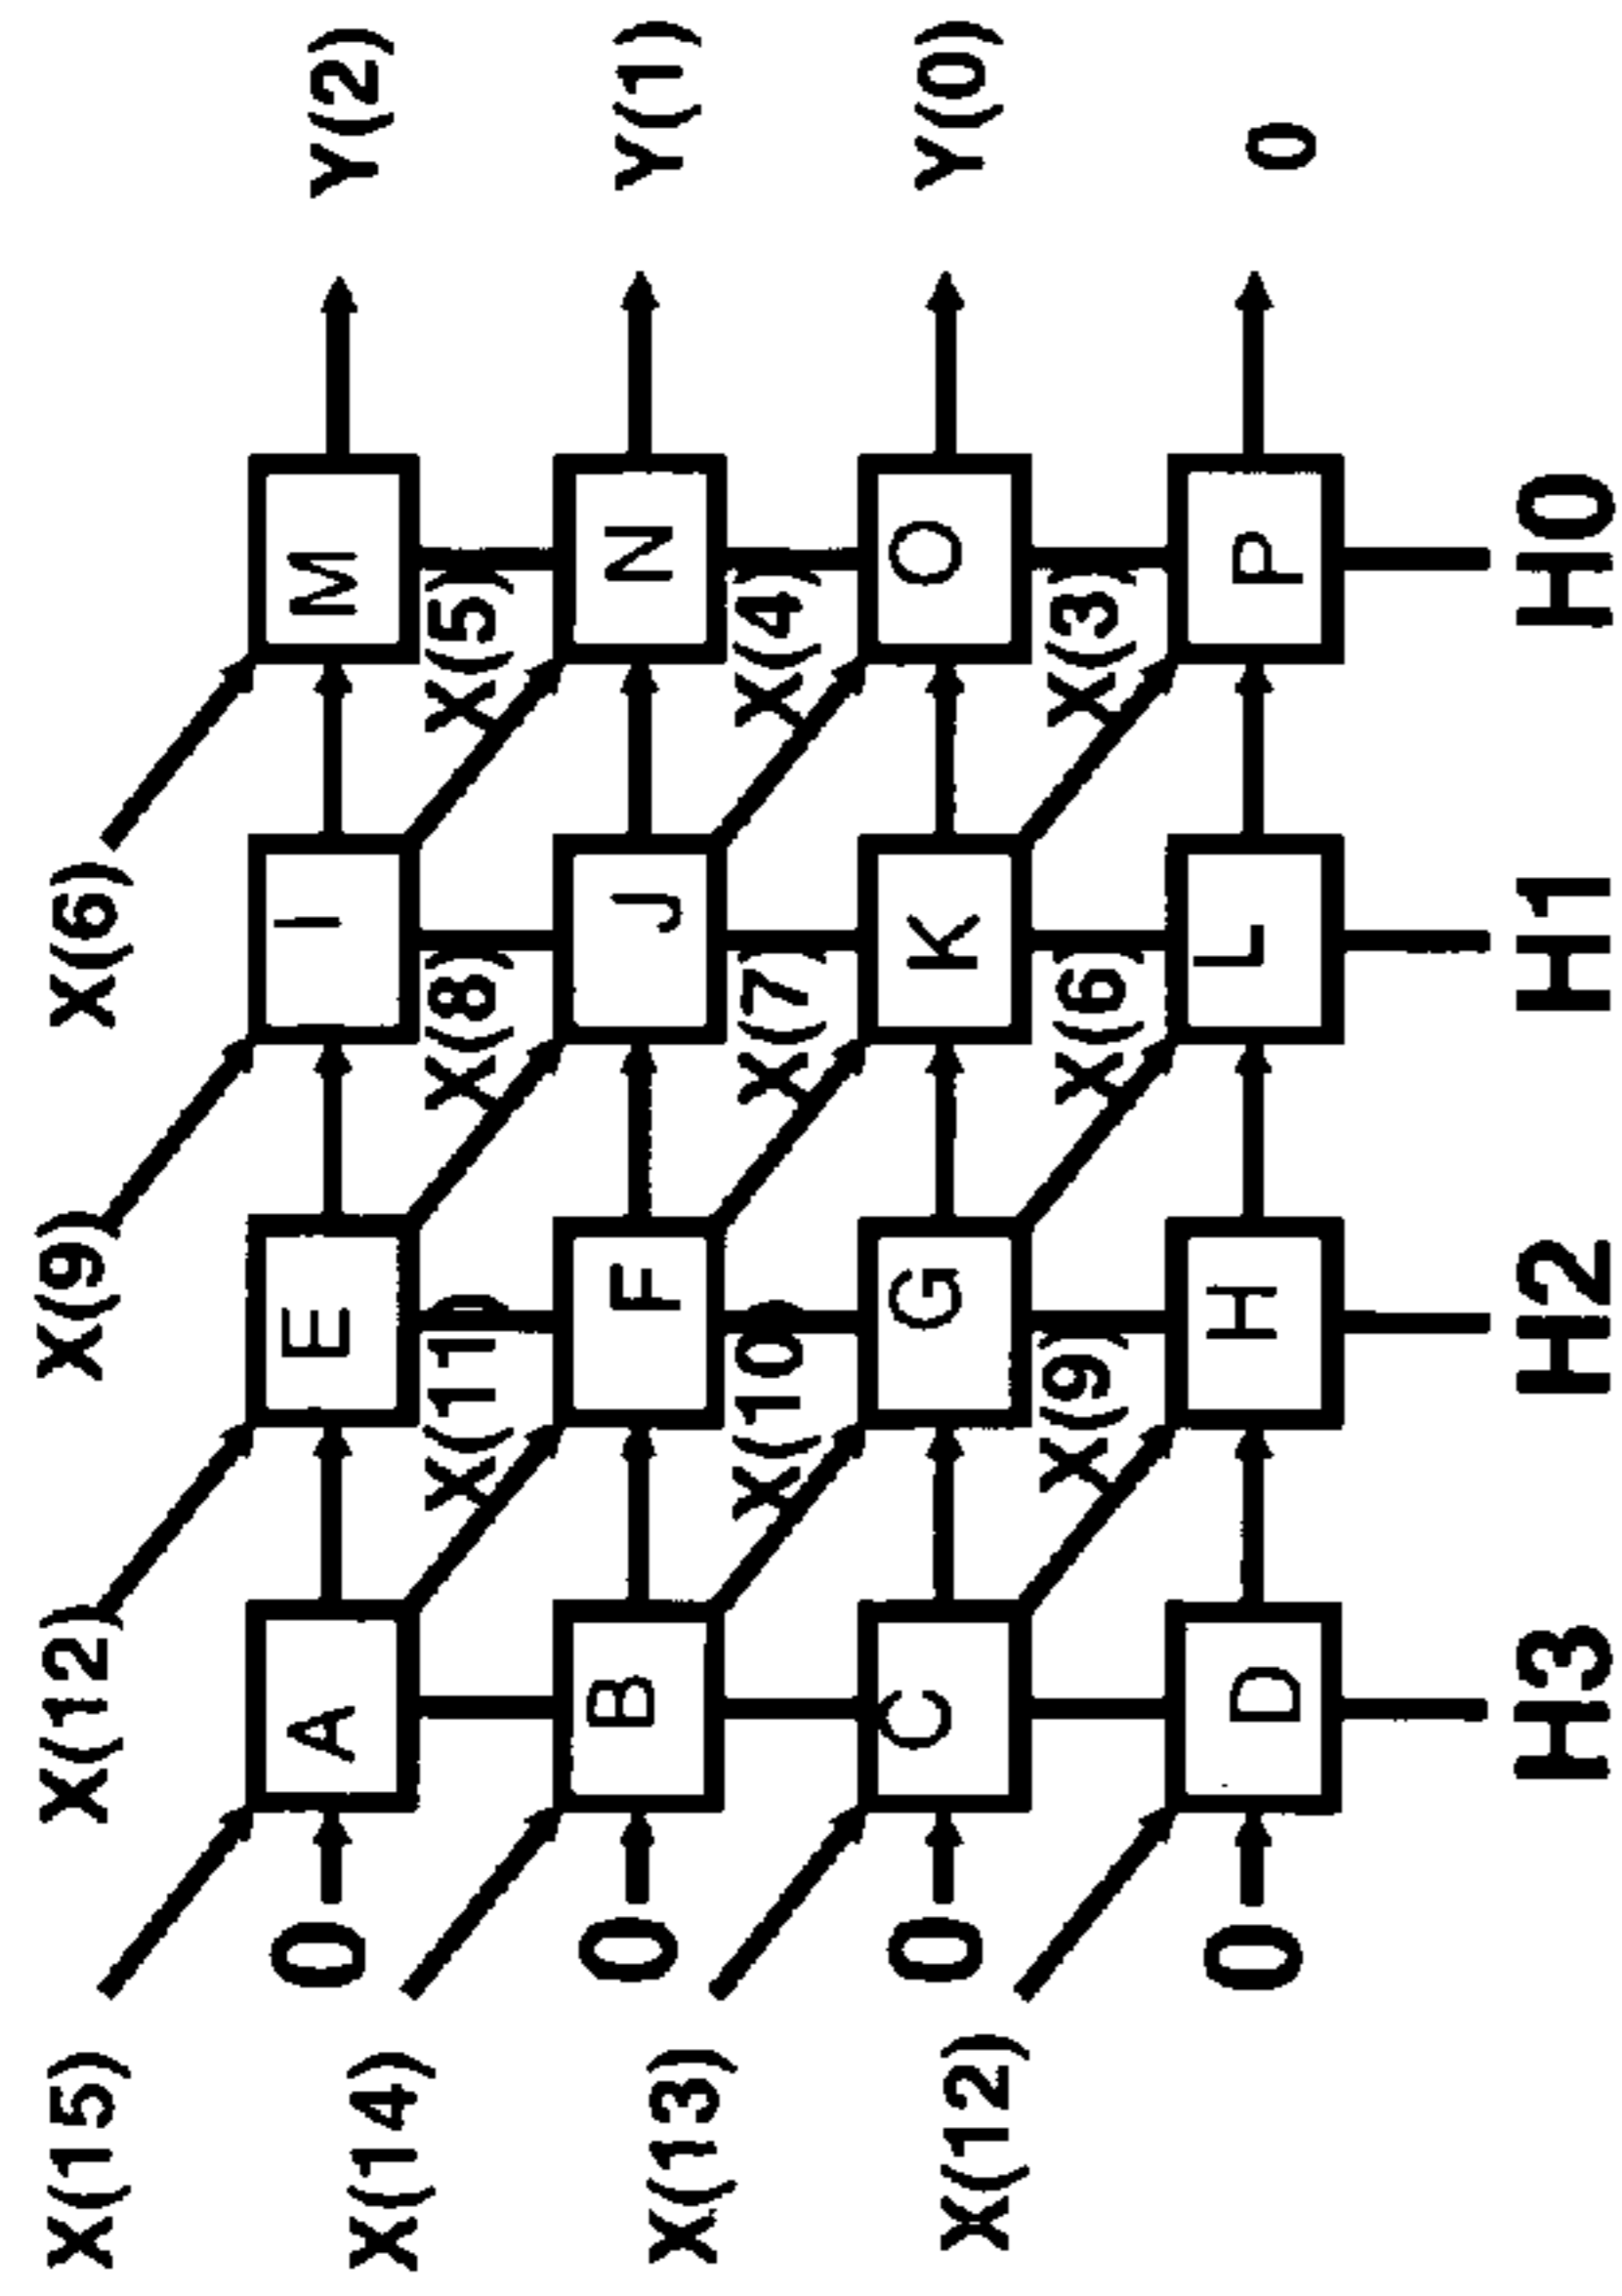 X(15) X(12) X(9) X(6)
0 A E I M Y(2)
X(14) X(11) X(8) X(5)
0 B F J N Y(1)
X(13) X(10) X(7) X(4)
0 C G K O Y(0)
X(12) X(9) X(6) X(3)
0 D H L P 0
H3 H2 H1 H0